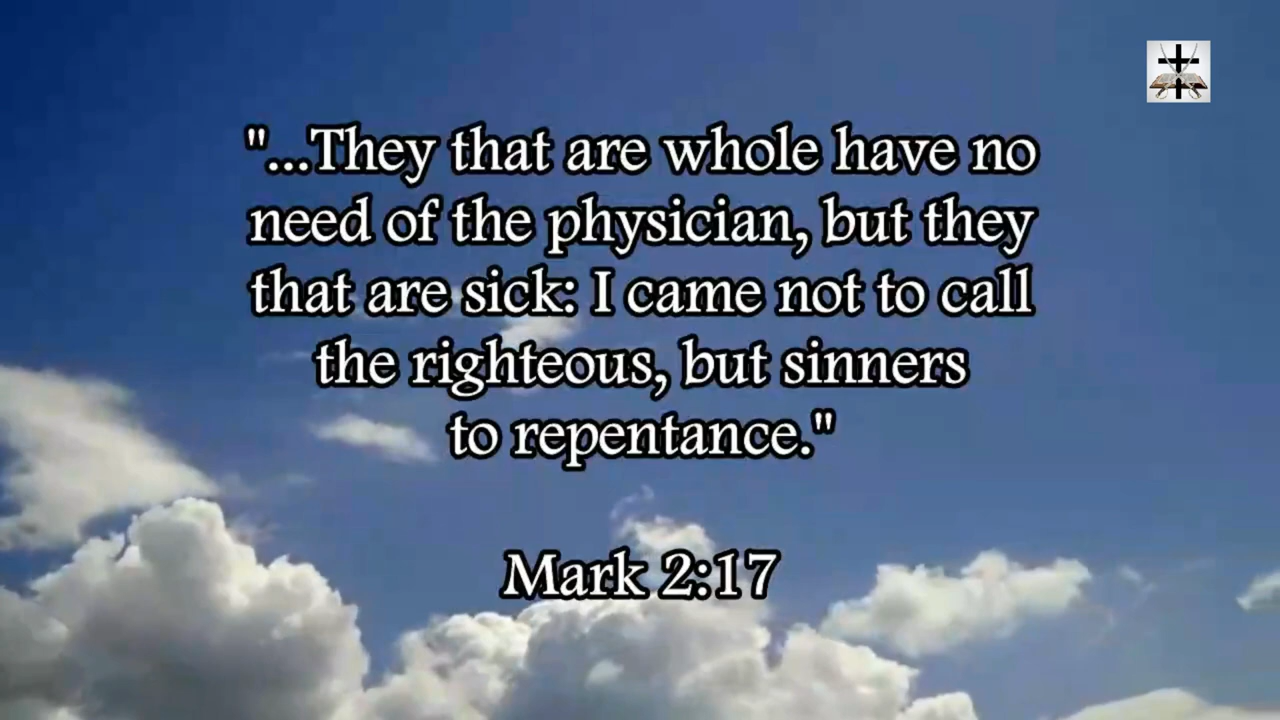 "...They that are whole have no
need of the physician, but they
that are sick: I came not to call
the righteous, but sinners
to repentance."
Mark 2:17